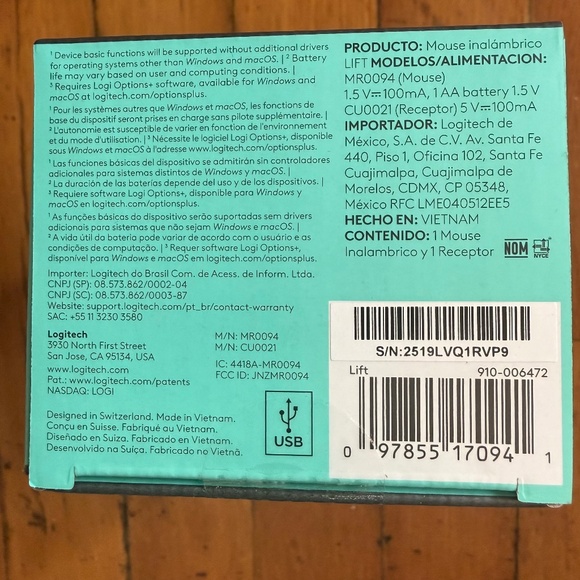 ¹ Device basic functions will be supported without additional drivers
for operating systems other than Windows and macOS. | ² Battery
life may vary based on user and computing conditions. |
³ Requires Logi Options+ software, available for Windows and
macOS at logitech.com/optionsplus.
¹ Pour les systèmes autres que Windows et macOS, les fonctions de
base du dispositif seront prises en charge sans pilote supplémentaire. |
² L'autonomie est susceptible de varier en fonction de l'environnement
et du mode d'utilisation. | ³ Nécessite le logiciel Logi Options+, disponible
sous Windows et macOS à l'adresse www.logitech.com/optionsplus.
¹ Las funciones básicas del dispositivo se admitirán sin controladores
adicionales para sistemas distintos de Windows y macOS. |
² La duración de las baterías depende del uso y de los dispositivos. |
³ Requiere software Logi Options+, disponible para Windows y
macOS en logitech.com/optionsplus.
¹ As funções básicas do dispositivo serão suportadas sem drivers
adicionais para sistemas que não sejam Windows e macOS. |
² A vida útil da bateria pode variar de acordo com o usuário e as
condições de computação. | ³ Requer software Logi Options+,
disponível para Windows e macOS em logitech.com/optionsplus.
Importer: Logitech do Brasil Com. de Acess. de Inform. Ltda.
CNPJ (SP): 08.573.862/0002-04
CNPJ (SC): 08.573.862/0003-87
Website: support.logitech.com/pt_br/contact-warranty
SAC: +55 11 3230 3580
Logitech
3930 North First Street
San Jose, CA 95134, USA
www.logitech.com
Pat.: www.logitech.com/patents
NASDAQ: LOGI
M/N: MR0094
M/N: CU0021
IC: 4418A-MR0094
FCC ID: JNZMR0094
Designed in Switzerland. Made in Vietnam.
Conçu en Suisse. Fabriqué au Vietnam.
Diseñado en Suiza. Fabricado en Vietnam.
Desenvolvido na Suíça. Fabricado no Vietnã.
USB
PRODUCTO: Mouse inalámbrico
LIFT MODELOS/ALIMENTACION:
MR0094 (Mouse)
1.5 V⎓100mA, 1 AA battery 1.5 V
CU0021 (Receptor) 5 V⎓100mA
IMPORTADOR: Logitech de
México, S.A. de C.V. Av. Santa Fe
440, Piso 1, Oficina 102, Santa Fe
Cuajimalpa, Cuajimalpa de
Morelos, CDMX, CP 05348,
México RFC LME040512EE5
HECHO EN: VIETNAM
CONTENIDO: 1 Mouse
Inalambrico y 1 Receptor
NOM
NYCE
S/N:2519LVQ1RVP9
Lift 910-006472
0 97855 17094 1